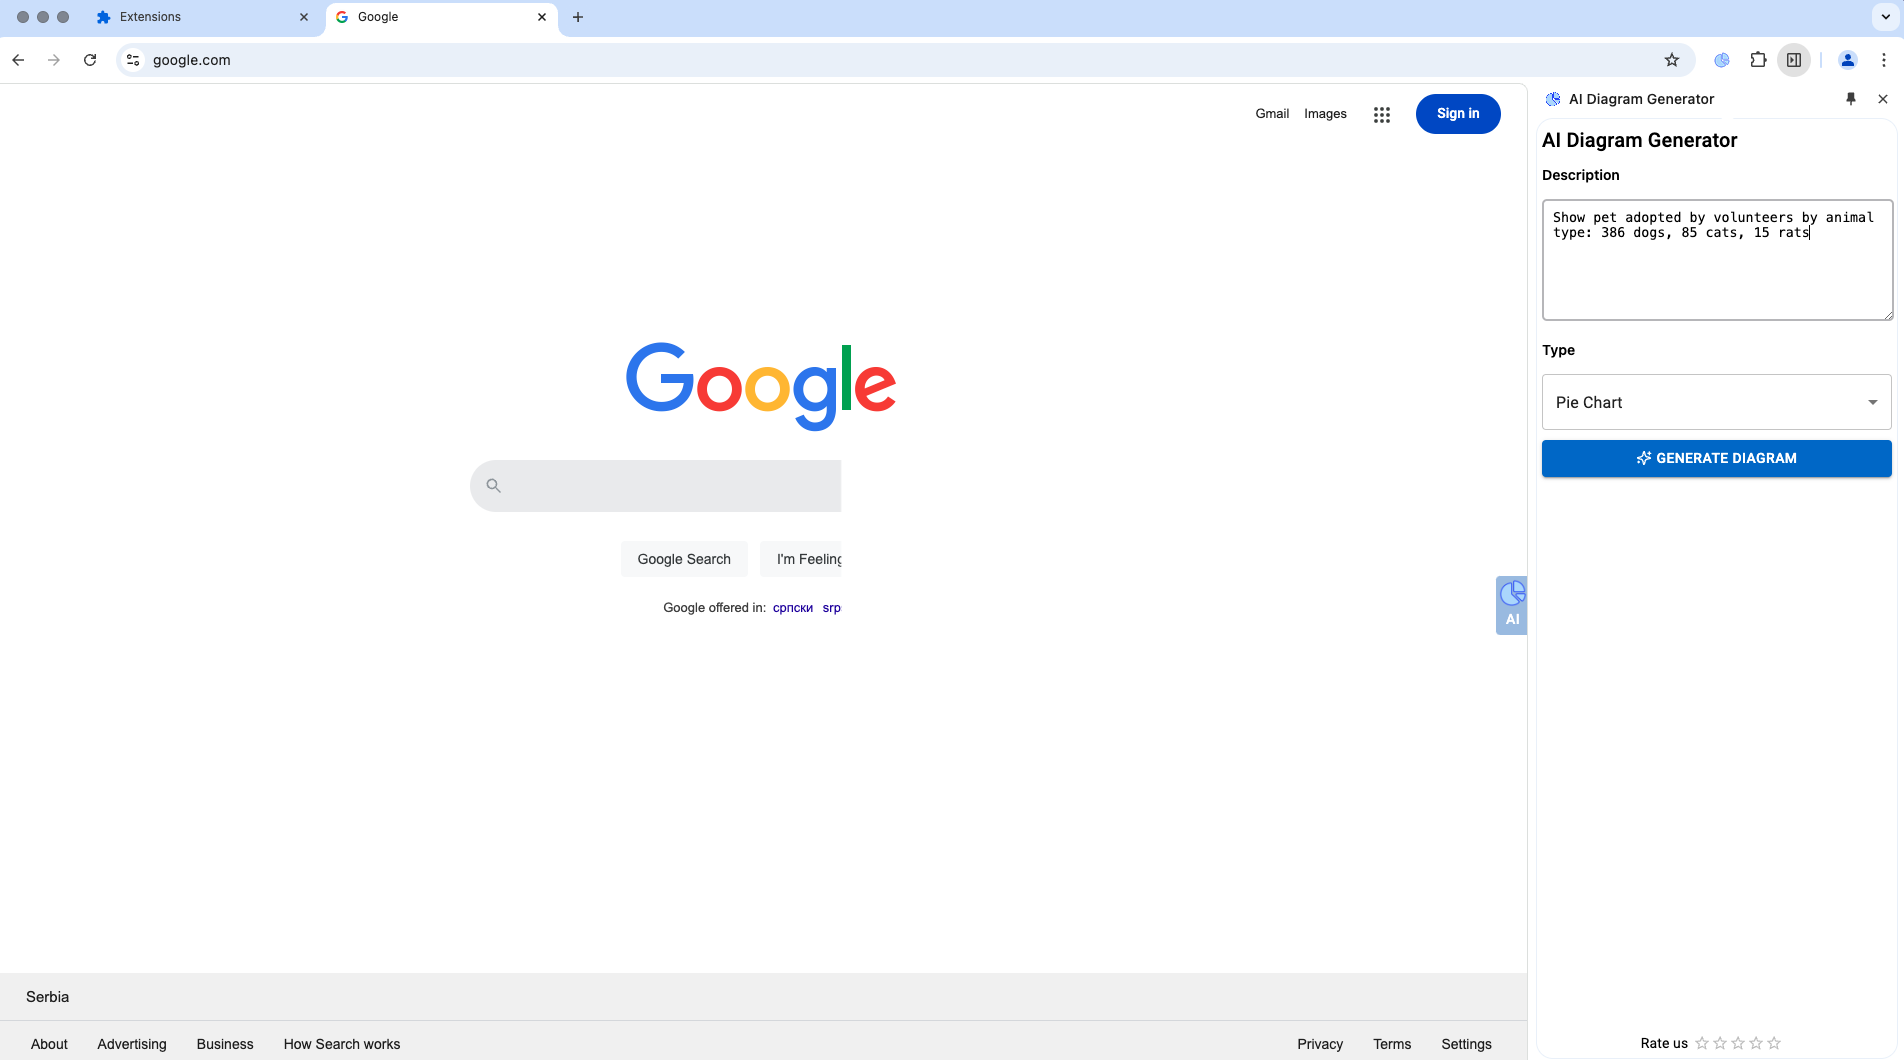 Extensions
Google
google.com
Gmail Images
Sign in
Google
Google Search I'm Feeling
Google offered in: српски srp
AI
Serbia
About Advertising Business How Search works
Privacy Terms Settings
AI Diagram Generator
AI Diagram Generator
Description
Show pet adopted by volunteers by animal
type: 386 dogs, 85 cats, 15 rats
Type
Pie Chart
GENERATE DIAGRAM
Rate us